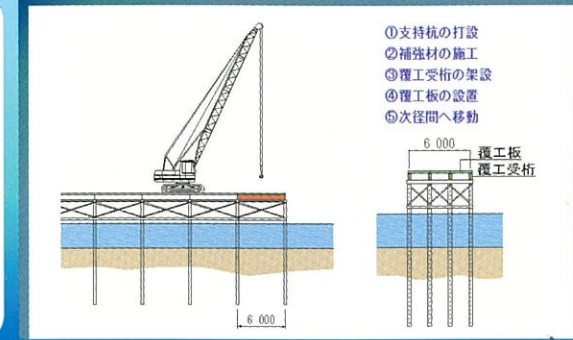 ①支持杭の打設
②補強材の施工
③覆工受桁の架設
④覆工板の設置
⑤次径間へ移動
6 000
覆工板
覆工受桁
6 000